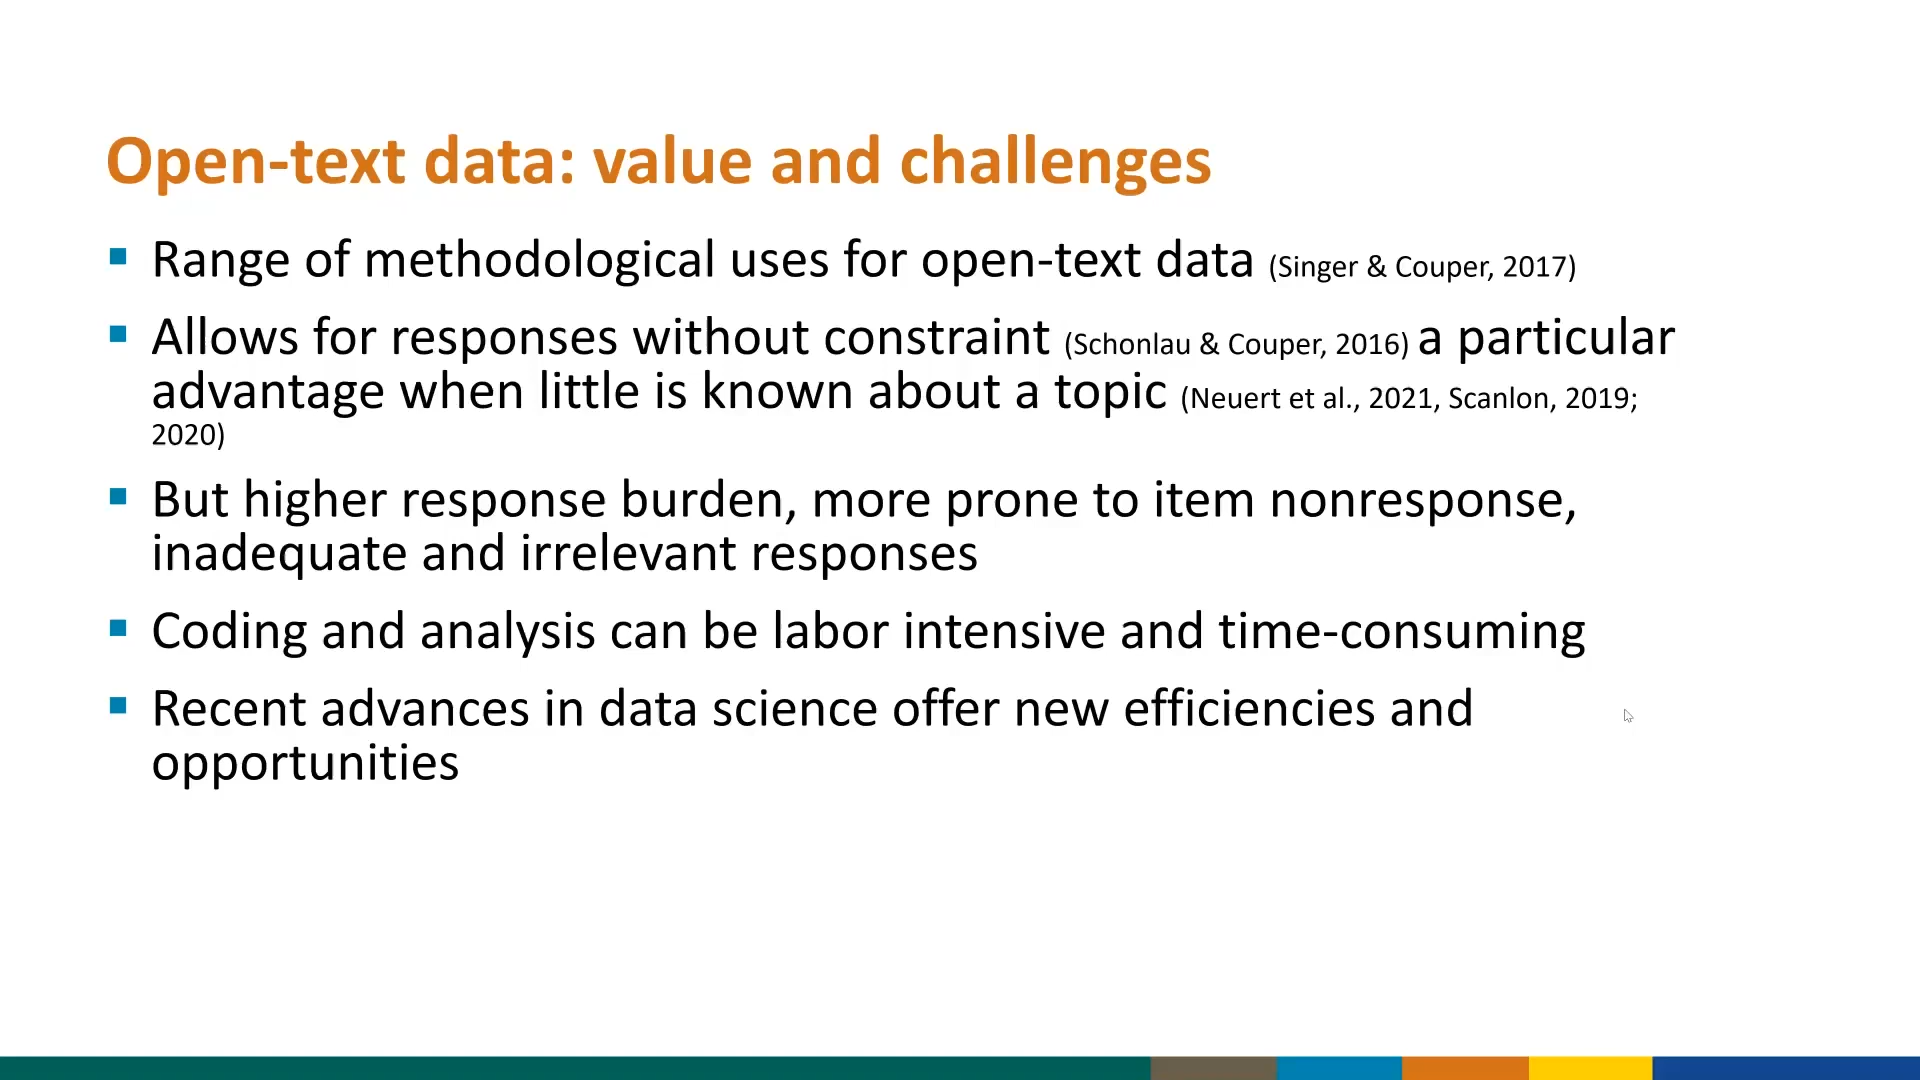 Open-text data: value and challenges
Range of methodological uses for open-text data (Singer & Couper, 2017)
Allows for responses without constraint (Schonlau & Couper, 2016) a particular
advantage when little is known about a topic (Neuert et al., 2021, Scanlon, 2019;
2020)
But higher response burden, more prone to item nonresponse,
inadequate and irrelevant responses
Coding and analysis can be labor intensive and time-consuming
Recent advances in data science offer new efficiencies and
opportunities